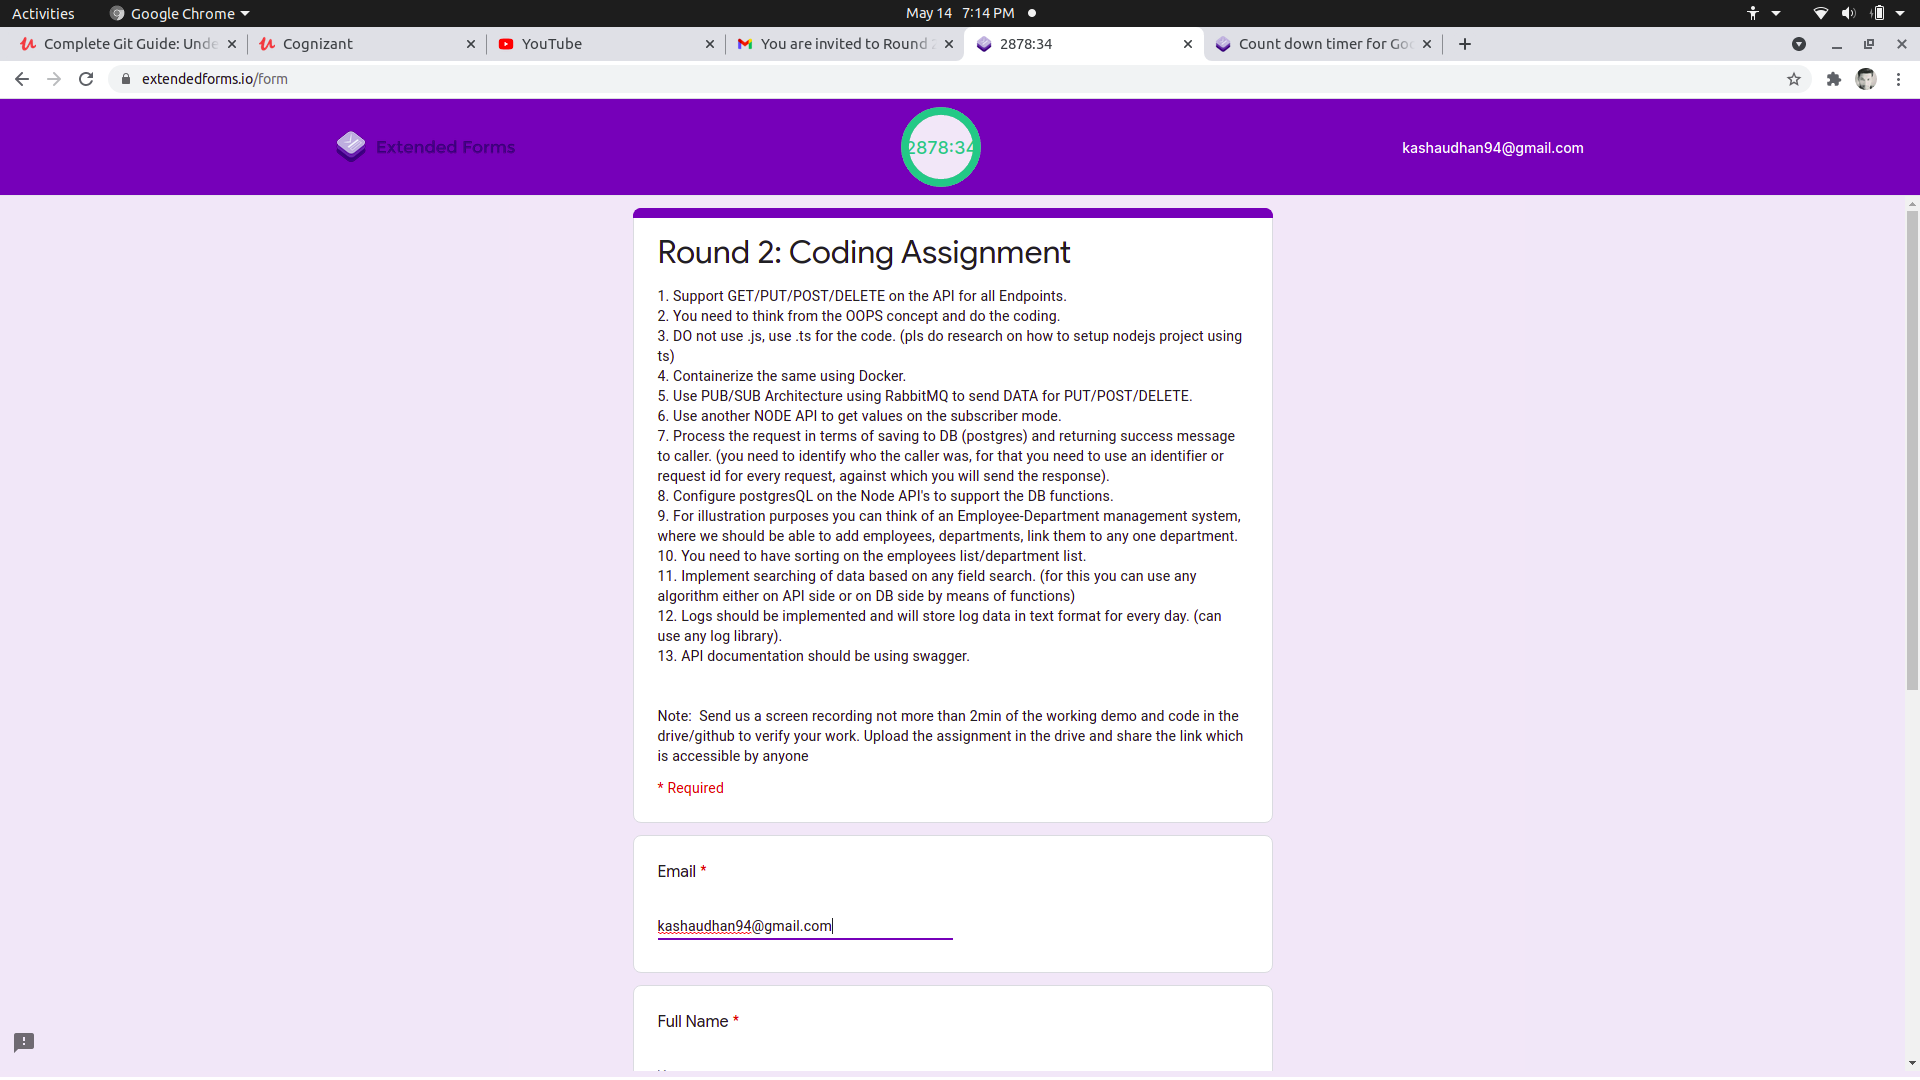 Activities
Google Chrome
May 14 7:14 PM
Complete Git Guide: Unde
Cognizant
YouTube
You are invited to Round 2
2878:34
Count down timer for Goo
extendedforms.io/form
Extended Forms
2878:34
kashaudhan94@gmail.com
Round 2: Coding Assignment
1. Support GET/PUT/POST/DELETE on the API for all Endpoints.
2. You need to think from the OOPS concept and do the coding.
3. DO not use .js, use .ts for the code. (pls do research on how to setup nodejs project using
ts)
4. Containerize the same using Docker.
5. Use PUB/SUB Architecture using RabbitMQ to send DATA for PUT/POST/DELETE.
6. Use another NODE API to get values on the subscriber mode.
7. Process the request in terms of saving to DB (postgres) and returning success message
to caller. (you need to identify who the caller was, for that you need to use an identifier or
request id for every request, against which you will send the response).
8. Configure postgresQL on the Node API's to support the DB functions.
9. For illustration purposes you can think of an Employee-Department management system,
where we should be able to add employees, departments, link them to any one department.
10. You need to have sorting on the employees list/department list.
11. Implement searching of data based on any field search. (for this you can use any
algorithm either on API side or on DB side by means of functions)
12. Logs should be implemented and will store log data in text format for every day. (can
use any log library).
13. API documentation should be using swagger.
Note:  Send us a screen recording not more than 2min of the working demo and code in the
drive/github to verify your work. Upload the assignment in the drive and share the link which
is accessible by anyone
* Required
Email *
kashaudhan94@gmail.com
Full Name *